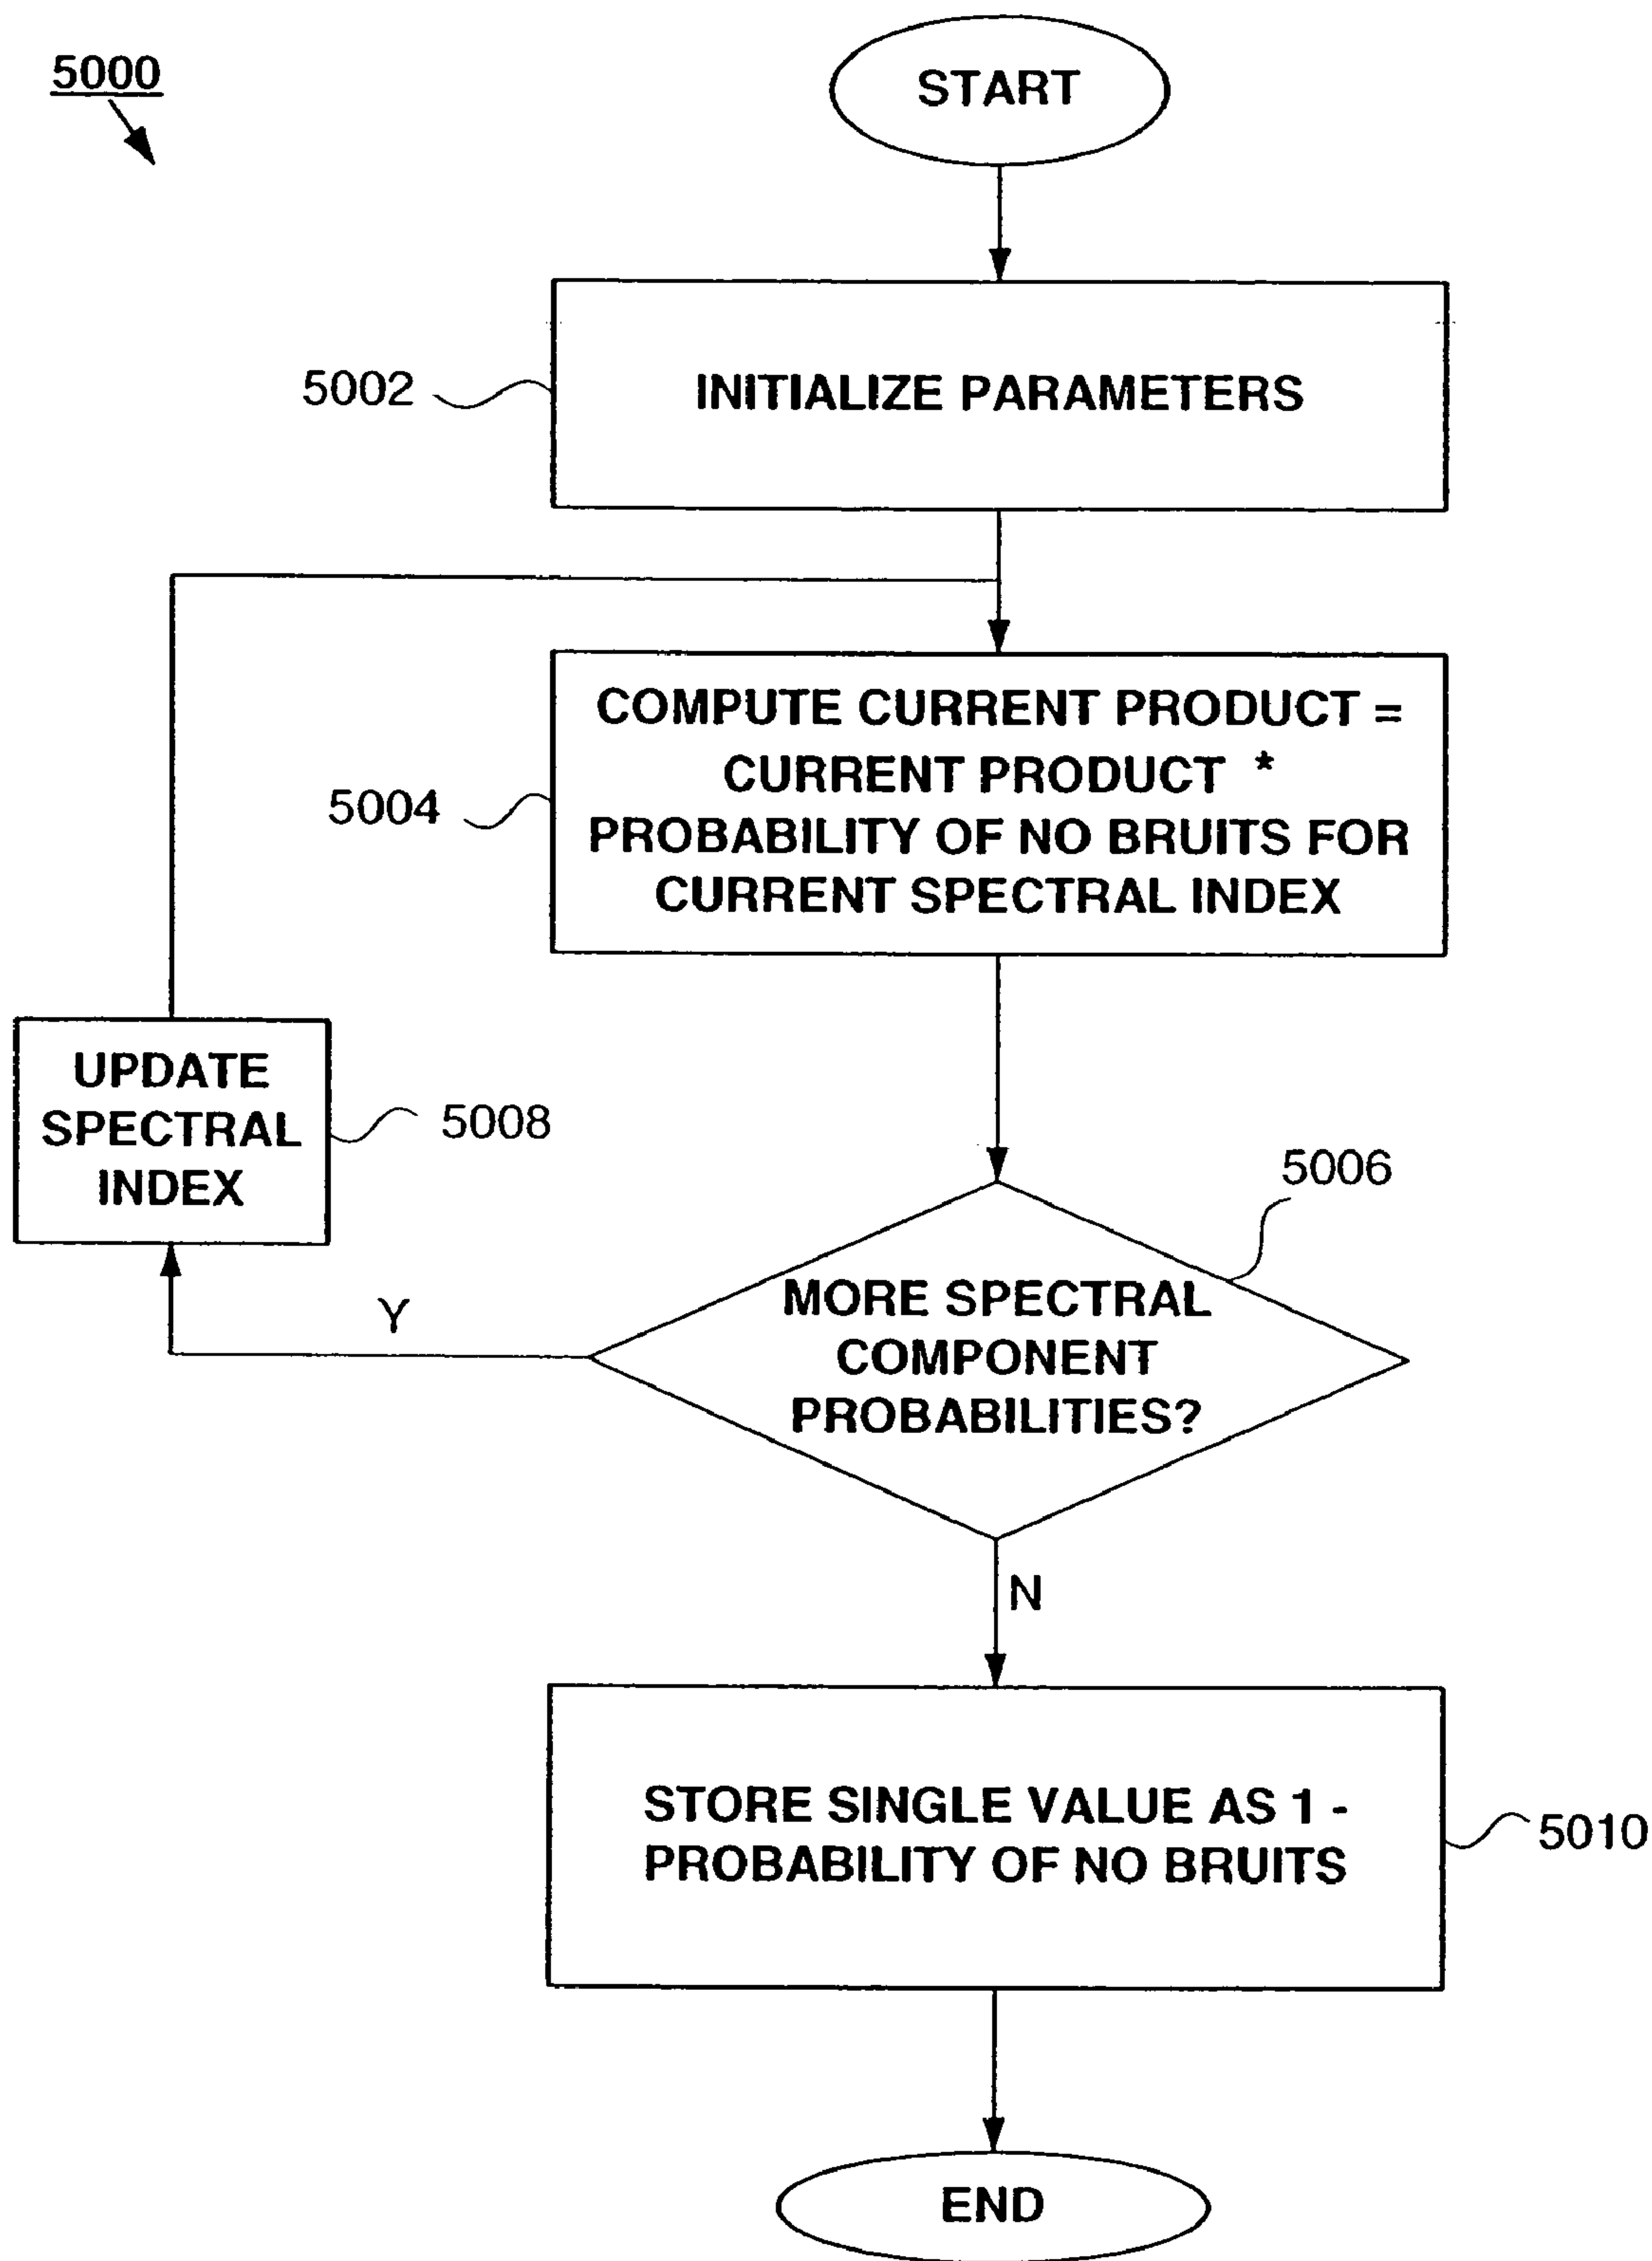 5000
START
5002
INITIALIZE PARAMETERS
COMPUTE CURRENT PRODUCT =
CURRENT PRODUCT *
PROBABILITY OF NO BRUITS FOR
CURRENT SPECTRAL INDEX
5004
UPDATE
SPECTRAL
INDEX
5008
5006
MORE SPECTRAL
COMPONENT
PROBABILITIES?
Y
N
STORE SINGLE VALUE AS 1 -
PROBABILITY OF NO BRUITS
5010
END